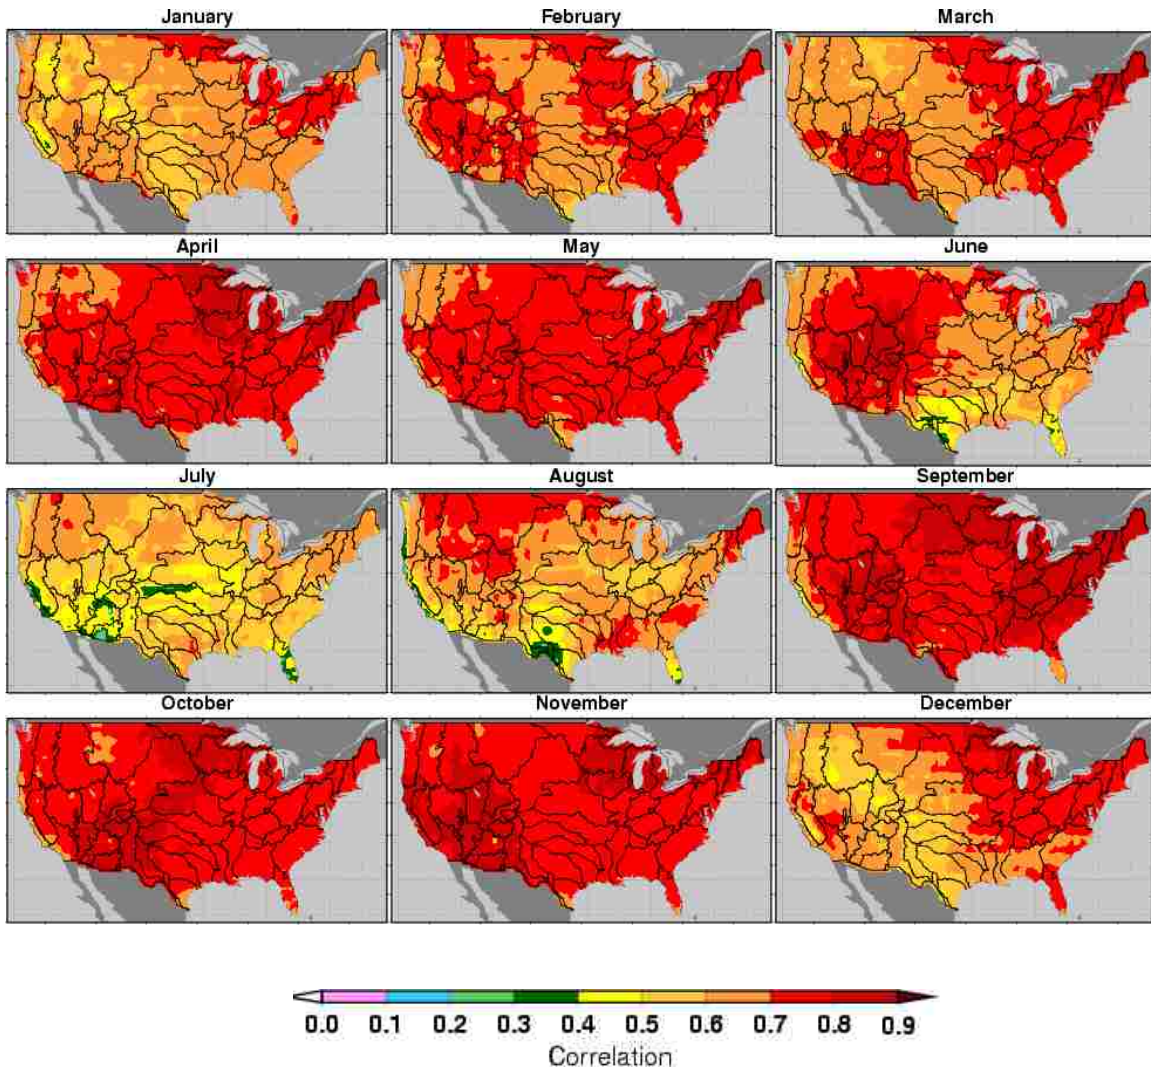 January February March
April May June
July August September
October November December
0.0 0.1 0.2 0.3 0.4 0.5 0.6 0.7 0.8 0.9
Correlation